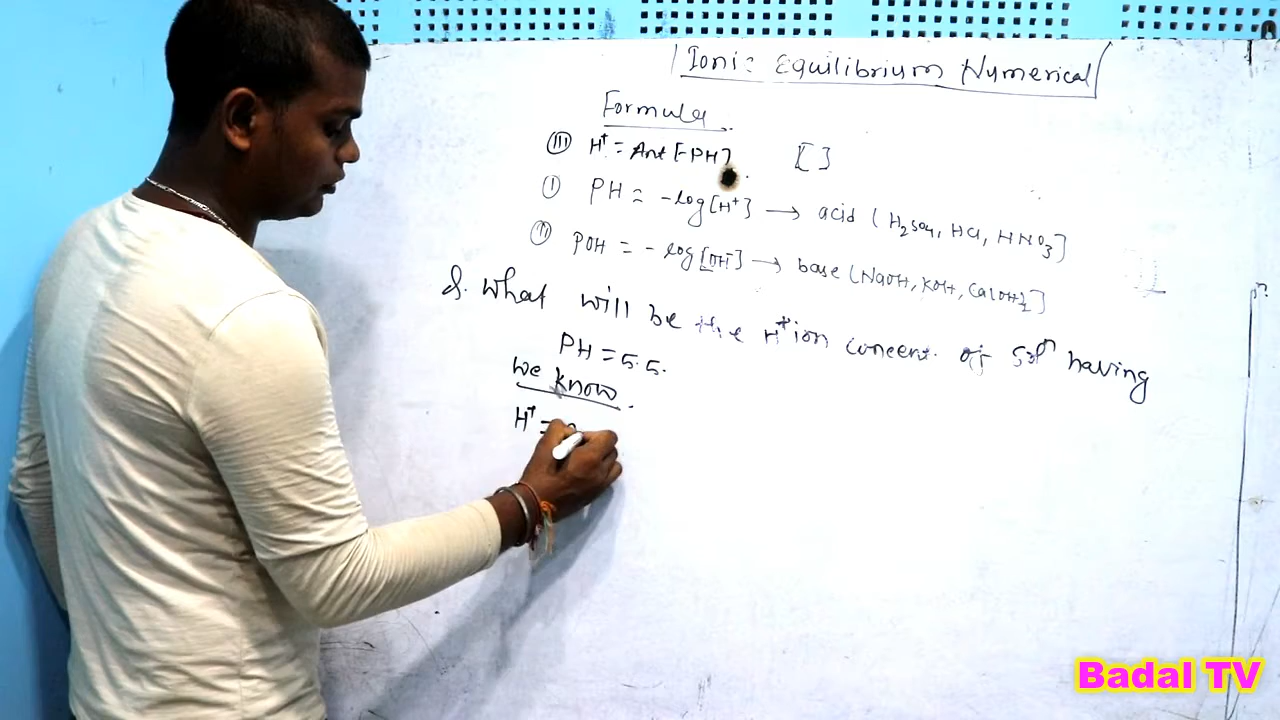 Ionic Equilibrium Numerical
Formula
(III) H⁺ = Ant [-PH] [ ]
(I) PH = -log[H⁺] → acid (H₂SO₄, HCl, HNO₃]
(II) POH = -log[OH⁻] → base (NaOH, KOH, Ca(OH)₂]
Q. What will be the H⁺ ion concent. of Solⁿ having
PH = 5.5.
We know
H⁺ =
Badal TV